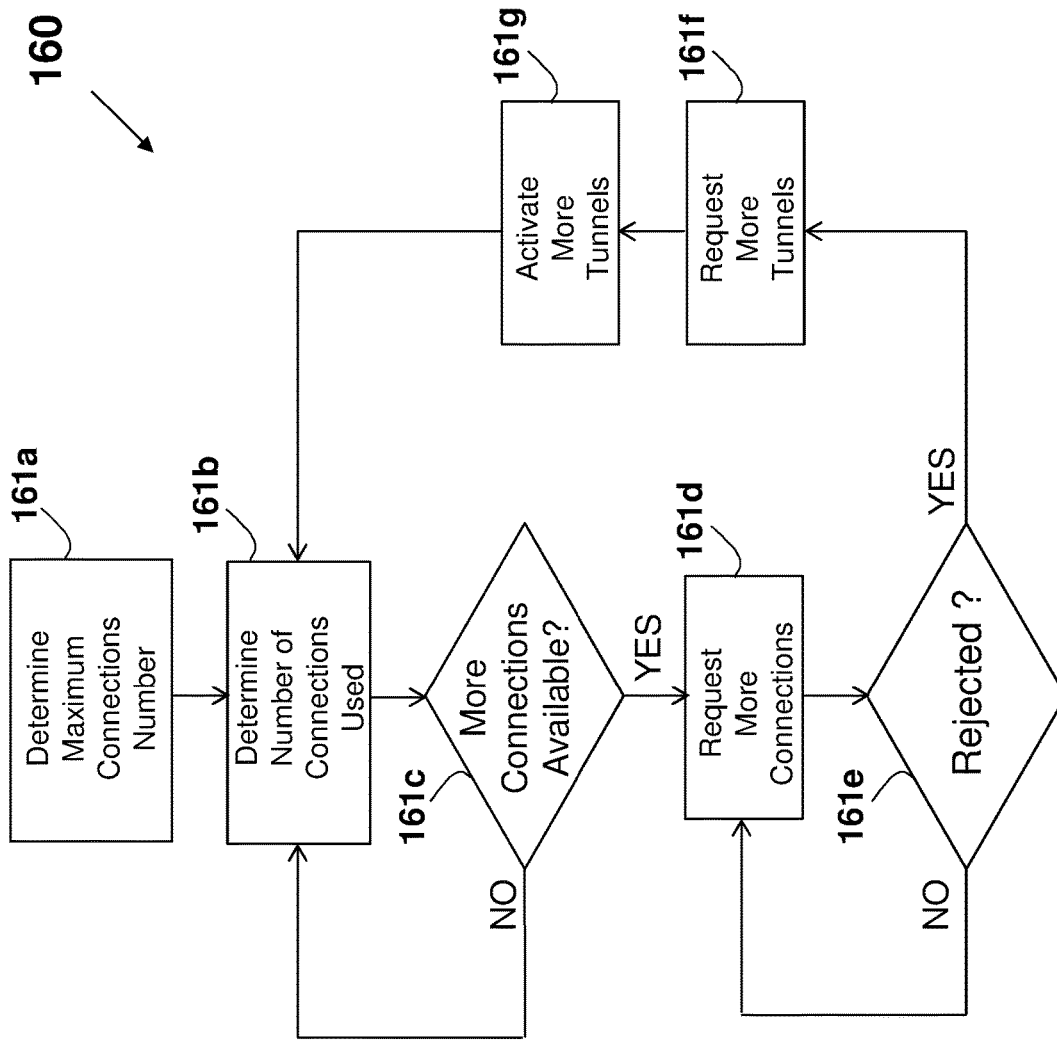 160
161a
Determine
Maximum
Connections
Number
161b
Determine
Number of
Connections
Used
161c
More
Connections
Available?
NO
YES
161d
Request
More
Connections
161e
Rejected ?
NO
YES
161f
Request
More
Tunnels
161g
Activate
More
Tunnels